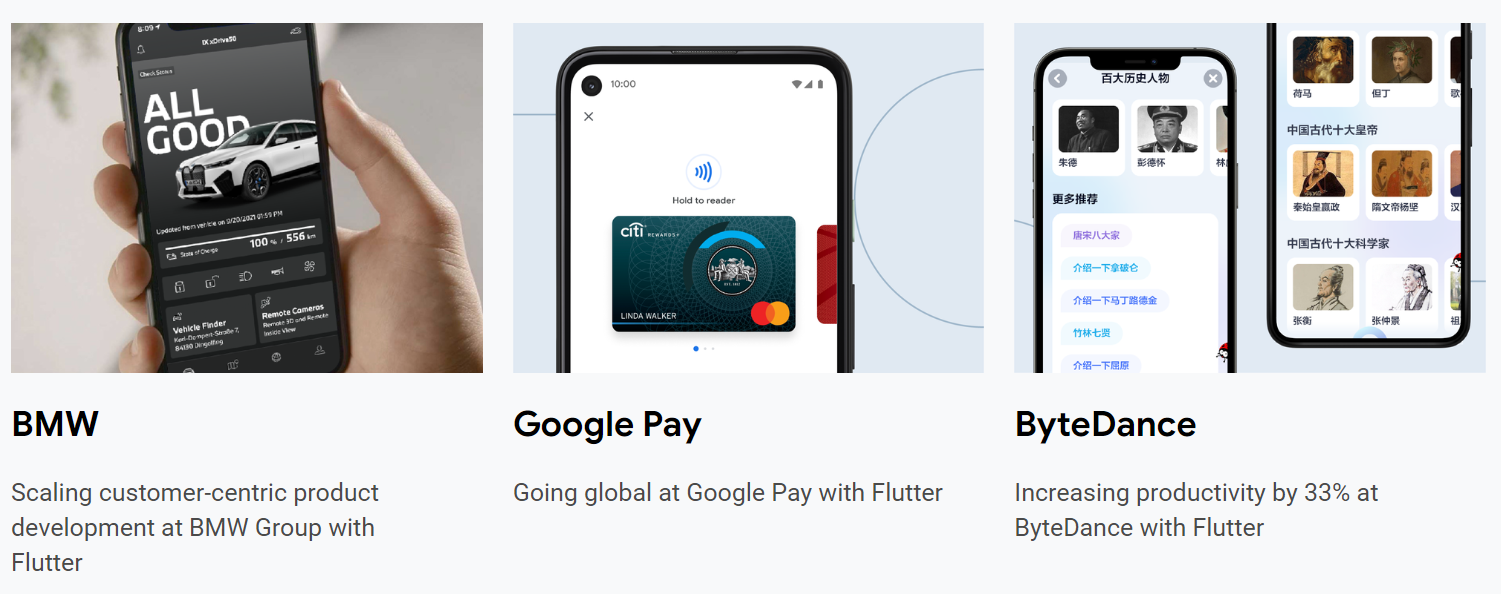 8:09
iX xDrive50
Check Status
ALL
GOOD
Updated from vehicle on 9/20/2021 01:59 PM
State of Charge
100 % / 556 km
Vehicle Finder
Karl-Dompert-Straße 7,
84130 Dingolfing
Remote Cameras
Remote 3D and Remote
Inside View
10:00
Hold to reader
citi REWARDS+
EST. 1812
LINDA WALKER
百大历史人物
朱德
彭德怀
更多推荐
唐宋八大家
介绍一下拿破仑
介绍一下马丁路德金
竹林七贤
介绍一下屈原
荷马
但丁
歌
中国古代十大皇帝
秦始皇嬴政
隋文帝杨坚
汉
中国古代十大科学家
张衡
张仲景
祖
BMW
Scaling customer-centric product
development at BMW Group with
Flutter
Google Pay
Going global at Google Pay with Flutter
ByteDance
Increasing productivity by 33% at
ByteDance with Flutter